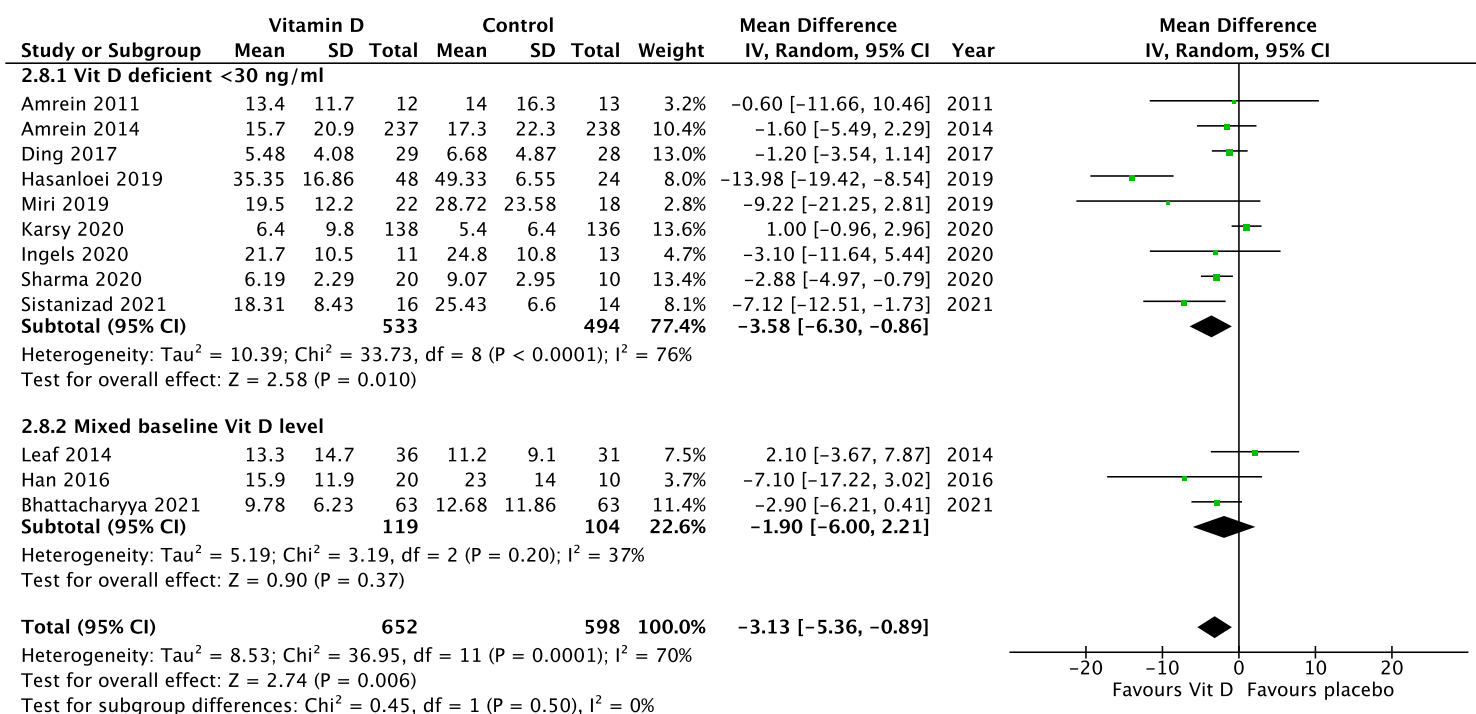 Vitamin D Control Mean Difference Mean Difference
Study or Subgroup Mean SD Total Mean SD Total Weight IV, Random, 95% CI Year IV, Random, 95% CI
2.8.1 Vit D deficient <30 ng/ml
Amrein 2011 13.4 11.7 12 14 16.3 13 3.2% −0.60 [−11.66, 10.46] 2011
Amrein 2014 15.7 20.9 237 17.3 22.3 238 10.4% −1.60 [−5.49, 2.29] 2014
Ding 2017 5.48 4.08 29 6.68 4.87 28 13.0% −1.20 [−3.54, 1.14] 2017
Hasanloei 2019 35.35 16.86 48 49.33 6.55 24 8.0% −13.98 [−19.42, −8.54] 2019
Miri 2019 19.5 12.2 22 28.72 23.58 18 2.8% −9.22 [−21.25, 2.81] 2019
Karsy 2020 6.4 9.8 138 5.4 6.4 136 13.6% 1.00 [−0.96, 2.96] 2020
Ingels 2020 21.7 10.5 11 24.8 10.8 13 4.7% −3.10 [−11.64, 5.44] 2020
Sharma 2020 6.19 2.29 20 9.07 2.95 10 13.4% −2.88 [−4.97, −0.79] 2020
Sistanizad 2021 18.31 8.43 16 25.43 6.6 14 8.1% −7.12 [−12.51, −1.73] 2021
Subtotal (95% CI) 533 494 77.4% −3.58 [−6.30, −0.86]
Heterogeneity: Tau² = 10.39; Chi² = 33.73, df = 8 (P < 0.0001); I² = 76%
Test for overall effect: Z = 2.58 (P = 0.010)
2.8.2 Mixed baseline Vit D level
Leaf 2014 13.3 14.7 36 11.2 9.1 31 7.5% 2.10 [−3.67, 7.87] 2014
Han 2016 15.9 11.9 20 23 14 10 3.7% −7.10 [−17.22, 3.02] 2016
Bhattacharyya 2021 9.78 6.23 63 12.68 11.86 63 11.4% −2.90 [−6.21, 0.41] 2021
Subtotal (95% CI) 119 104 22.6% −1.90 [−6.00, 2.21]
Heterogeneity: Tau² = 5.19; Chi² = 3.19, df = 2 (P = 0.20); I² = 37%
Test for overall effect: Z = 0.90 (P = 0.37)
Total (95% CI) 652 598 100.0% −3.13 [−5.36, −0.89]
Heterogeneity: Tau² = 8.53; Chi² = 36.95, df = 11 (P = 0.0001); I² = 70%
Test for overall effect: Z = 2.74 (P = 0.006)
Test for subgroup differences: Chi² = 0.45, df = 1 (P = 0.50), I² = 0%
−20 −10 0 10 20
Favours Vit D Favours placebo